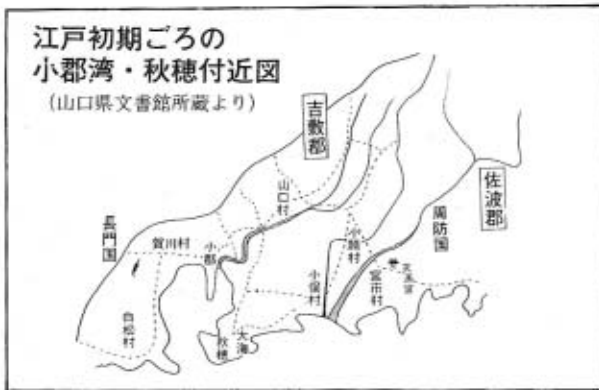 江戸初期ごろの
小郡湾・秋穂付近図
(山口県文書館所蔵より)
吉敷郡
佐波郡
山口村
長門国
賀川村
小郡
周防国
小鯖村
天本宮
宮市村
小俣村
白松村
大海
秋穂